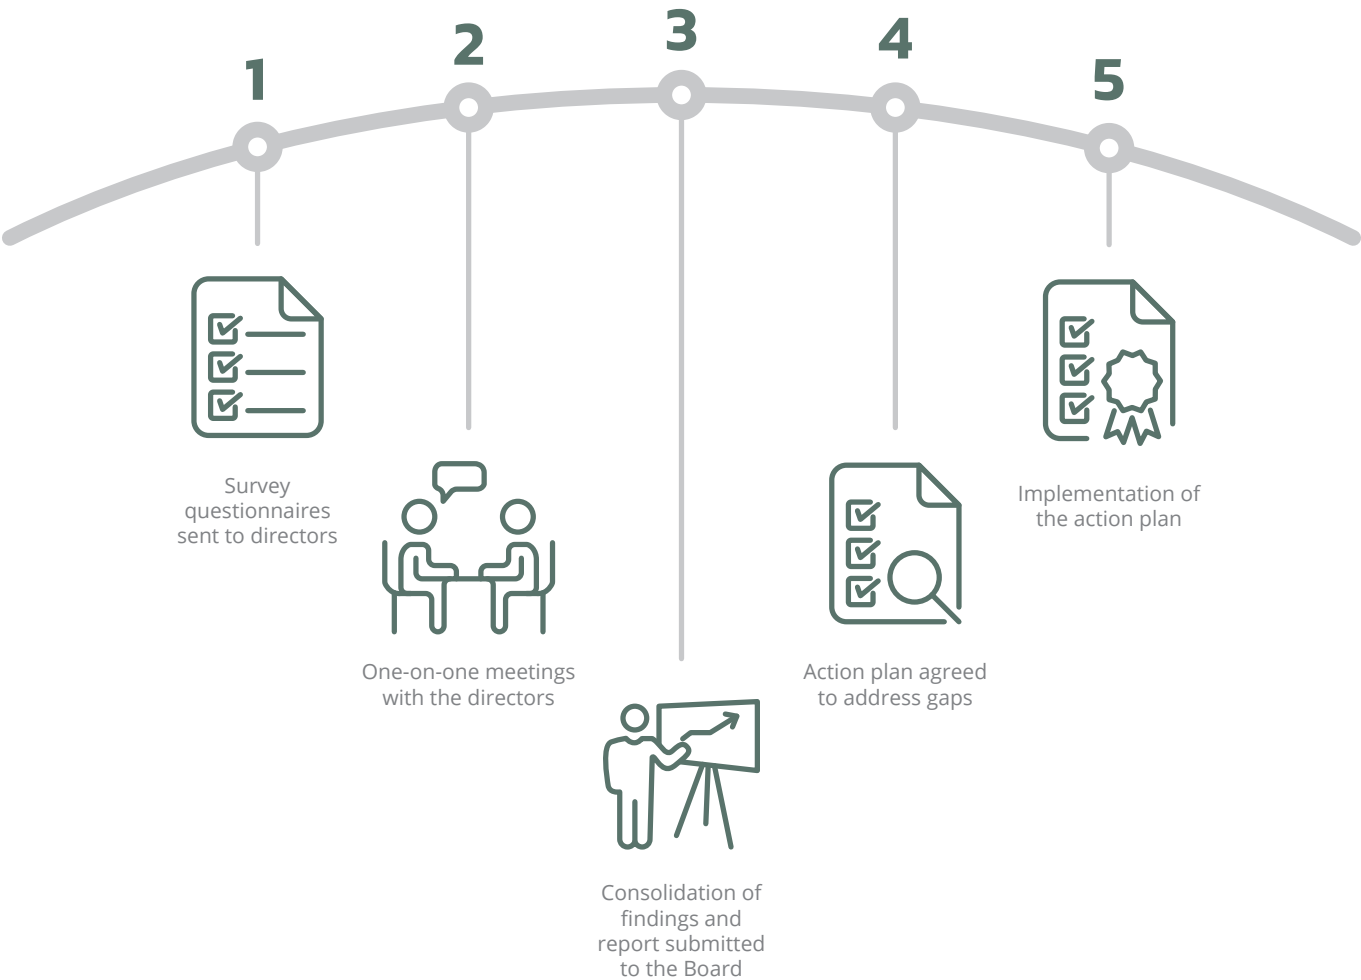 1
Survey
questionnaires
sent to directors
2
One-on-one meetings
with the directors
3
Consolidation of
findings and
report submitted
to the Board
4
Action plan agreed
to address gaps
5
Implementation of
the action plan